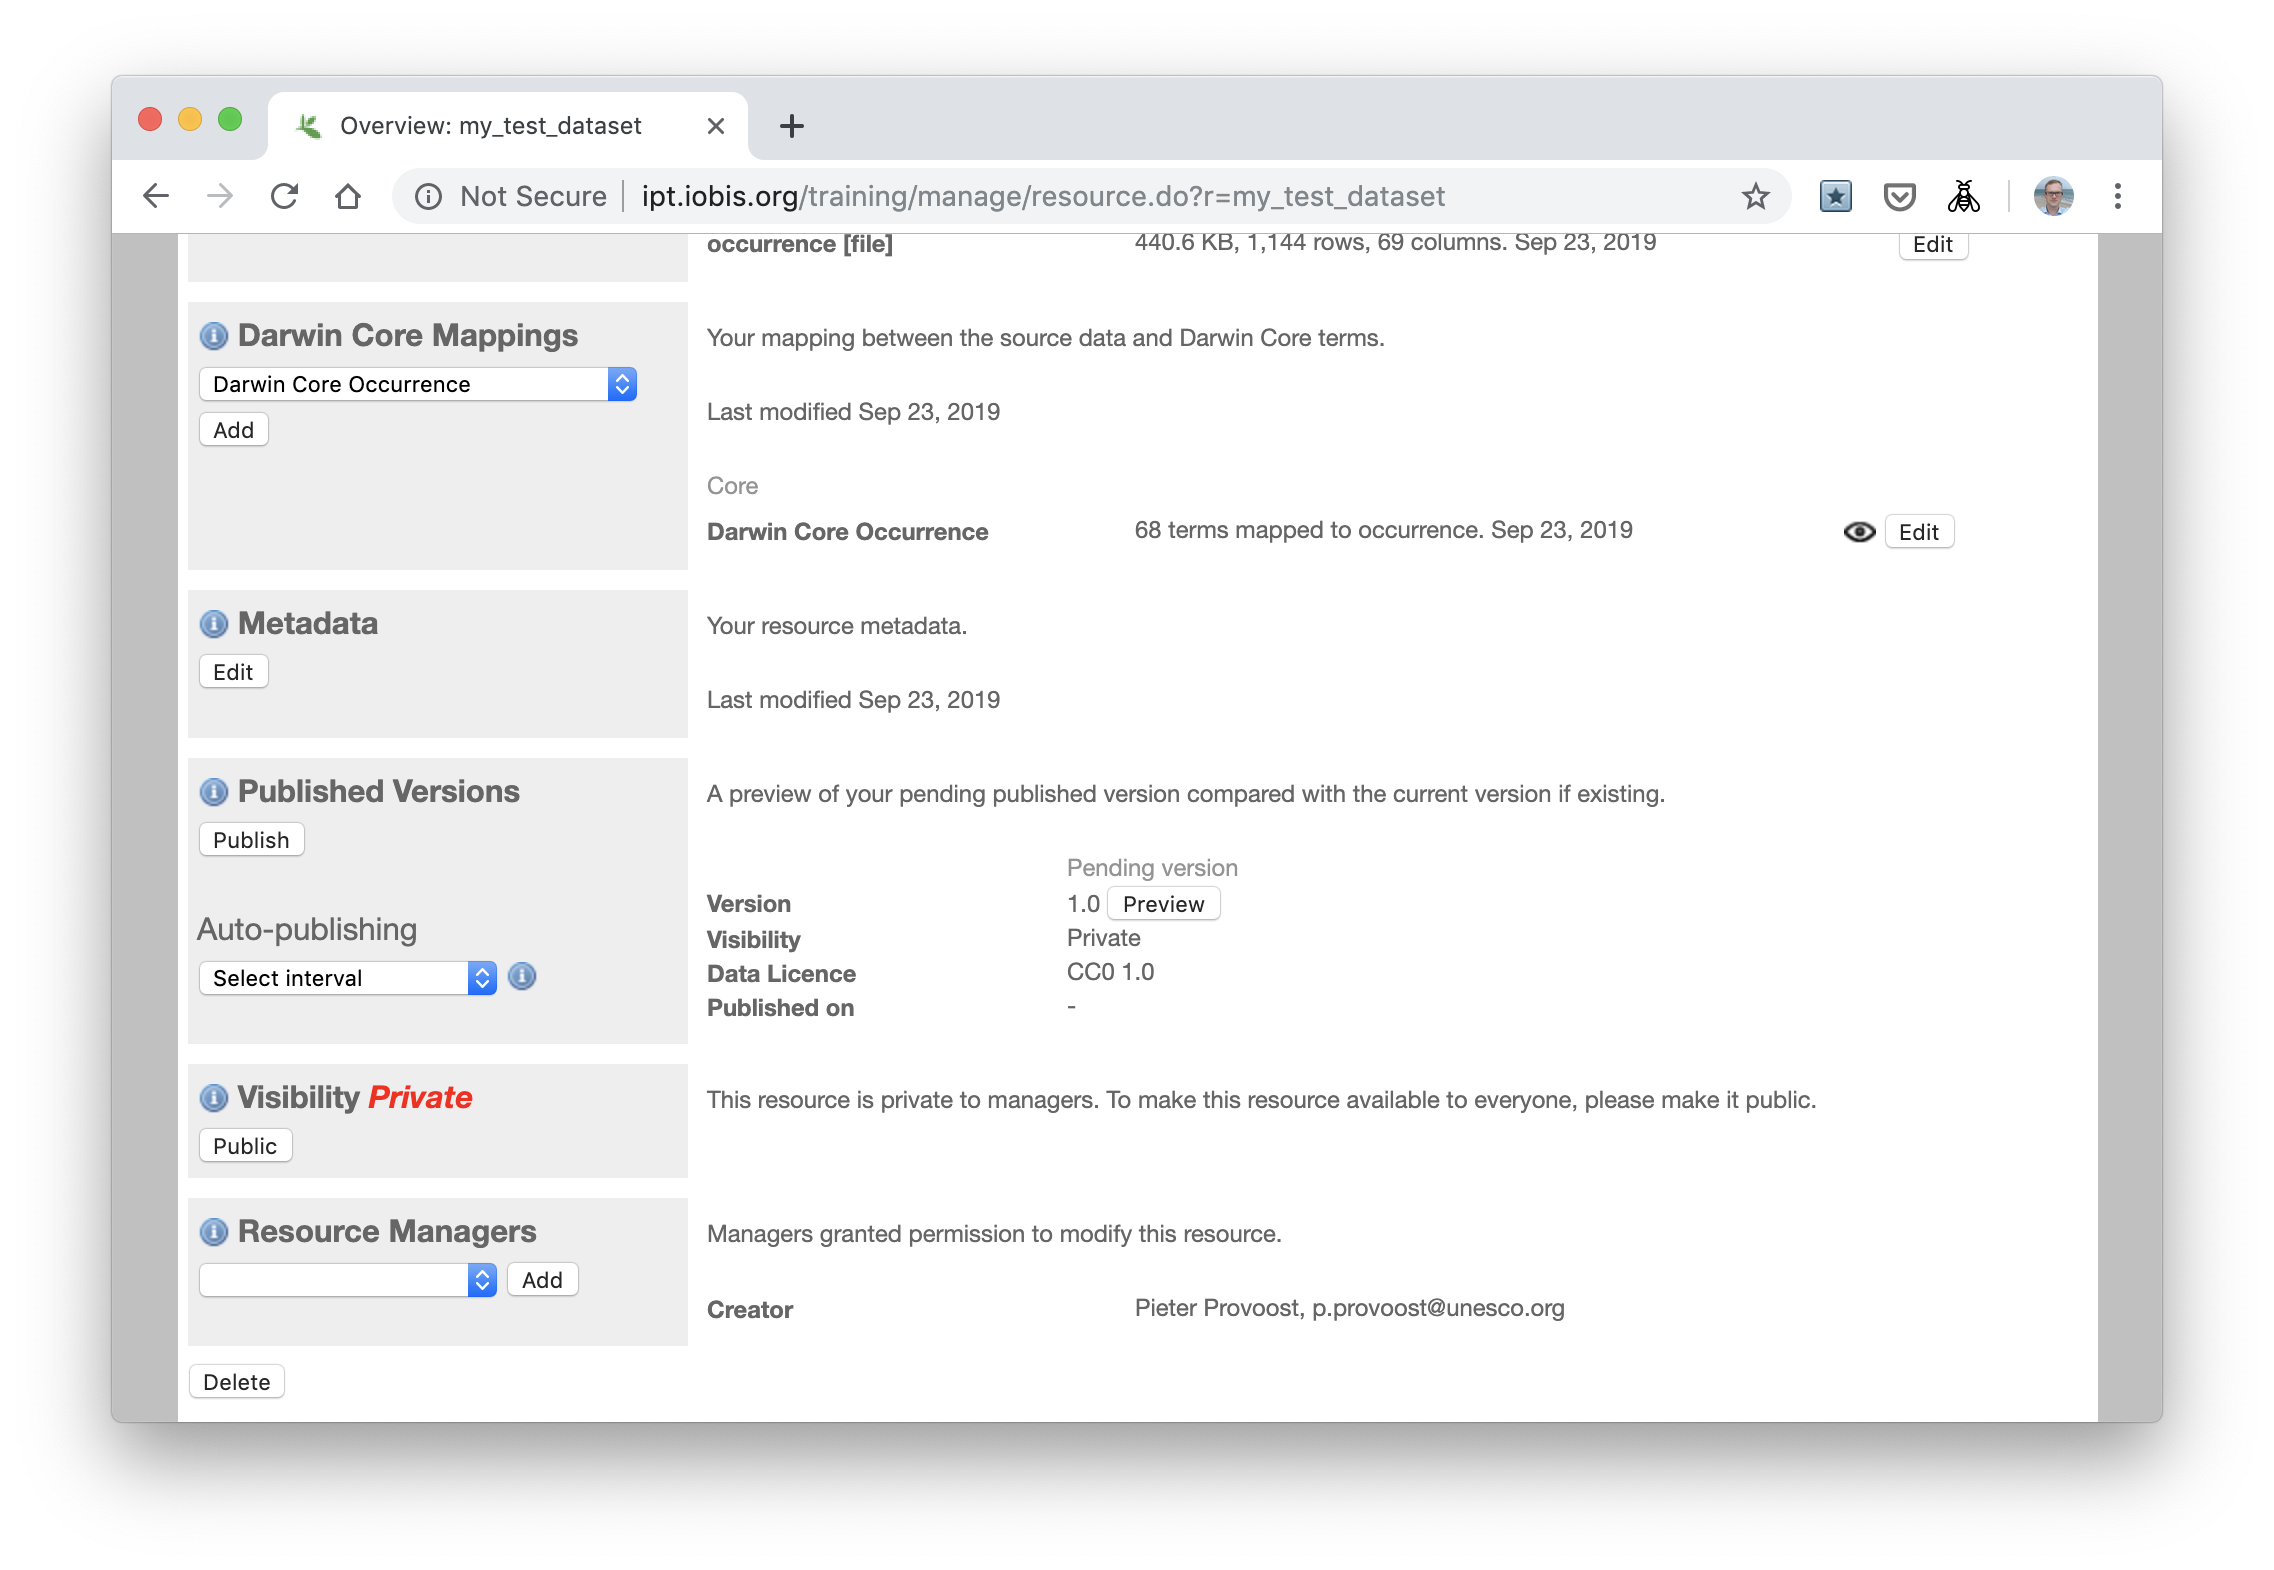 Overview: my_test_dataset
Not Secure ipt.iobis.org/training/manage/resource.do?r=my_test_dataset
occurrence [file] 440.6 KB, 1,144 rows, 69 columns. Sep 23, 2019 Edit
Darwin Core Mappings
Your mapping between the source data and Darwin Core terms.
Darwin Core Occurrence
Last modified Sep 23, 2019
Add
Core
Darwin Core Occurrence 68 terms mapped to occurrence. Sep 23, 2019 Edit
Metadata
Your resource metadata.
Edit
Last modified Sep 23, 2019
Published Versions
A preview of your pending published version compared with the current version if existing.
Publish
Pending version
Version 1.0 Preview
Auto-publishing
Visibility Private
Select interval
Data Licence CC0 1.0
Published on -
Visibility Private
This resource is private to managers. To make this resource available to everyone, please make it public.
Public
Resource Managers
Managers granted permission to modify this resource.
Add
Creator Pieter Provoost, p.provoost@unesco.org
Delete